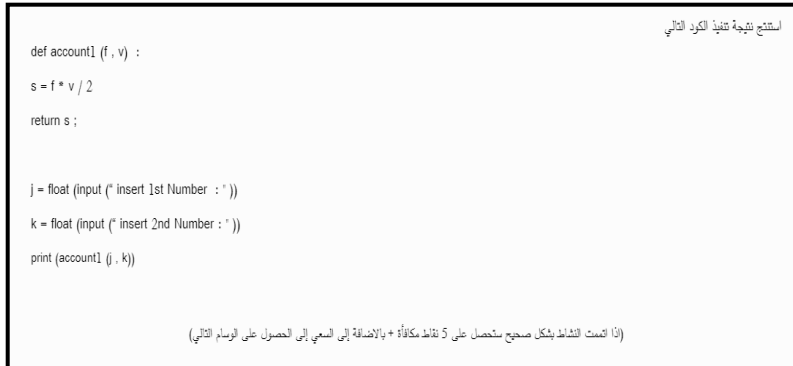 استنتج نتيجة تنفيذ الكود التالي
def account1 (f , v) :
s = f * v / 2
return s ;
j = float (input (“ insert 1st Number : " ))
k = float (input (“ insert 2nd Number : " ))
print (account1 (j , k))
(اذا اتممت النشاط بشكل صحيح ستحصل على 5 نقاط مكافأة + بالاضافة إلى السعي إلى الحصول على الوسام التالي)